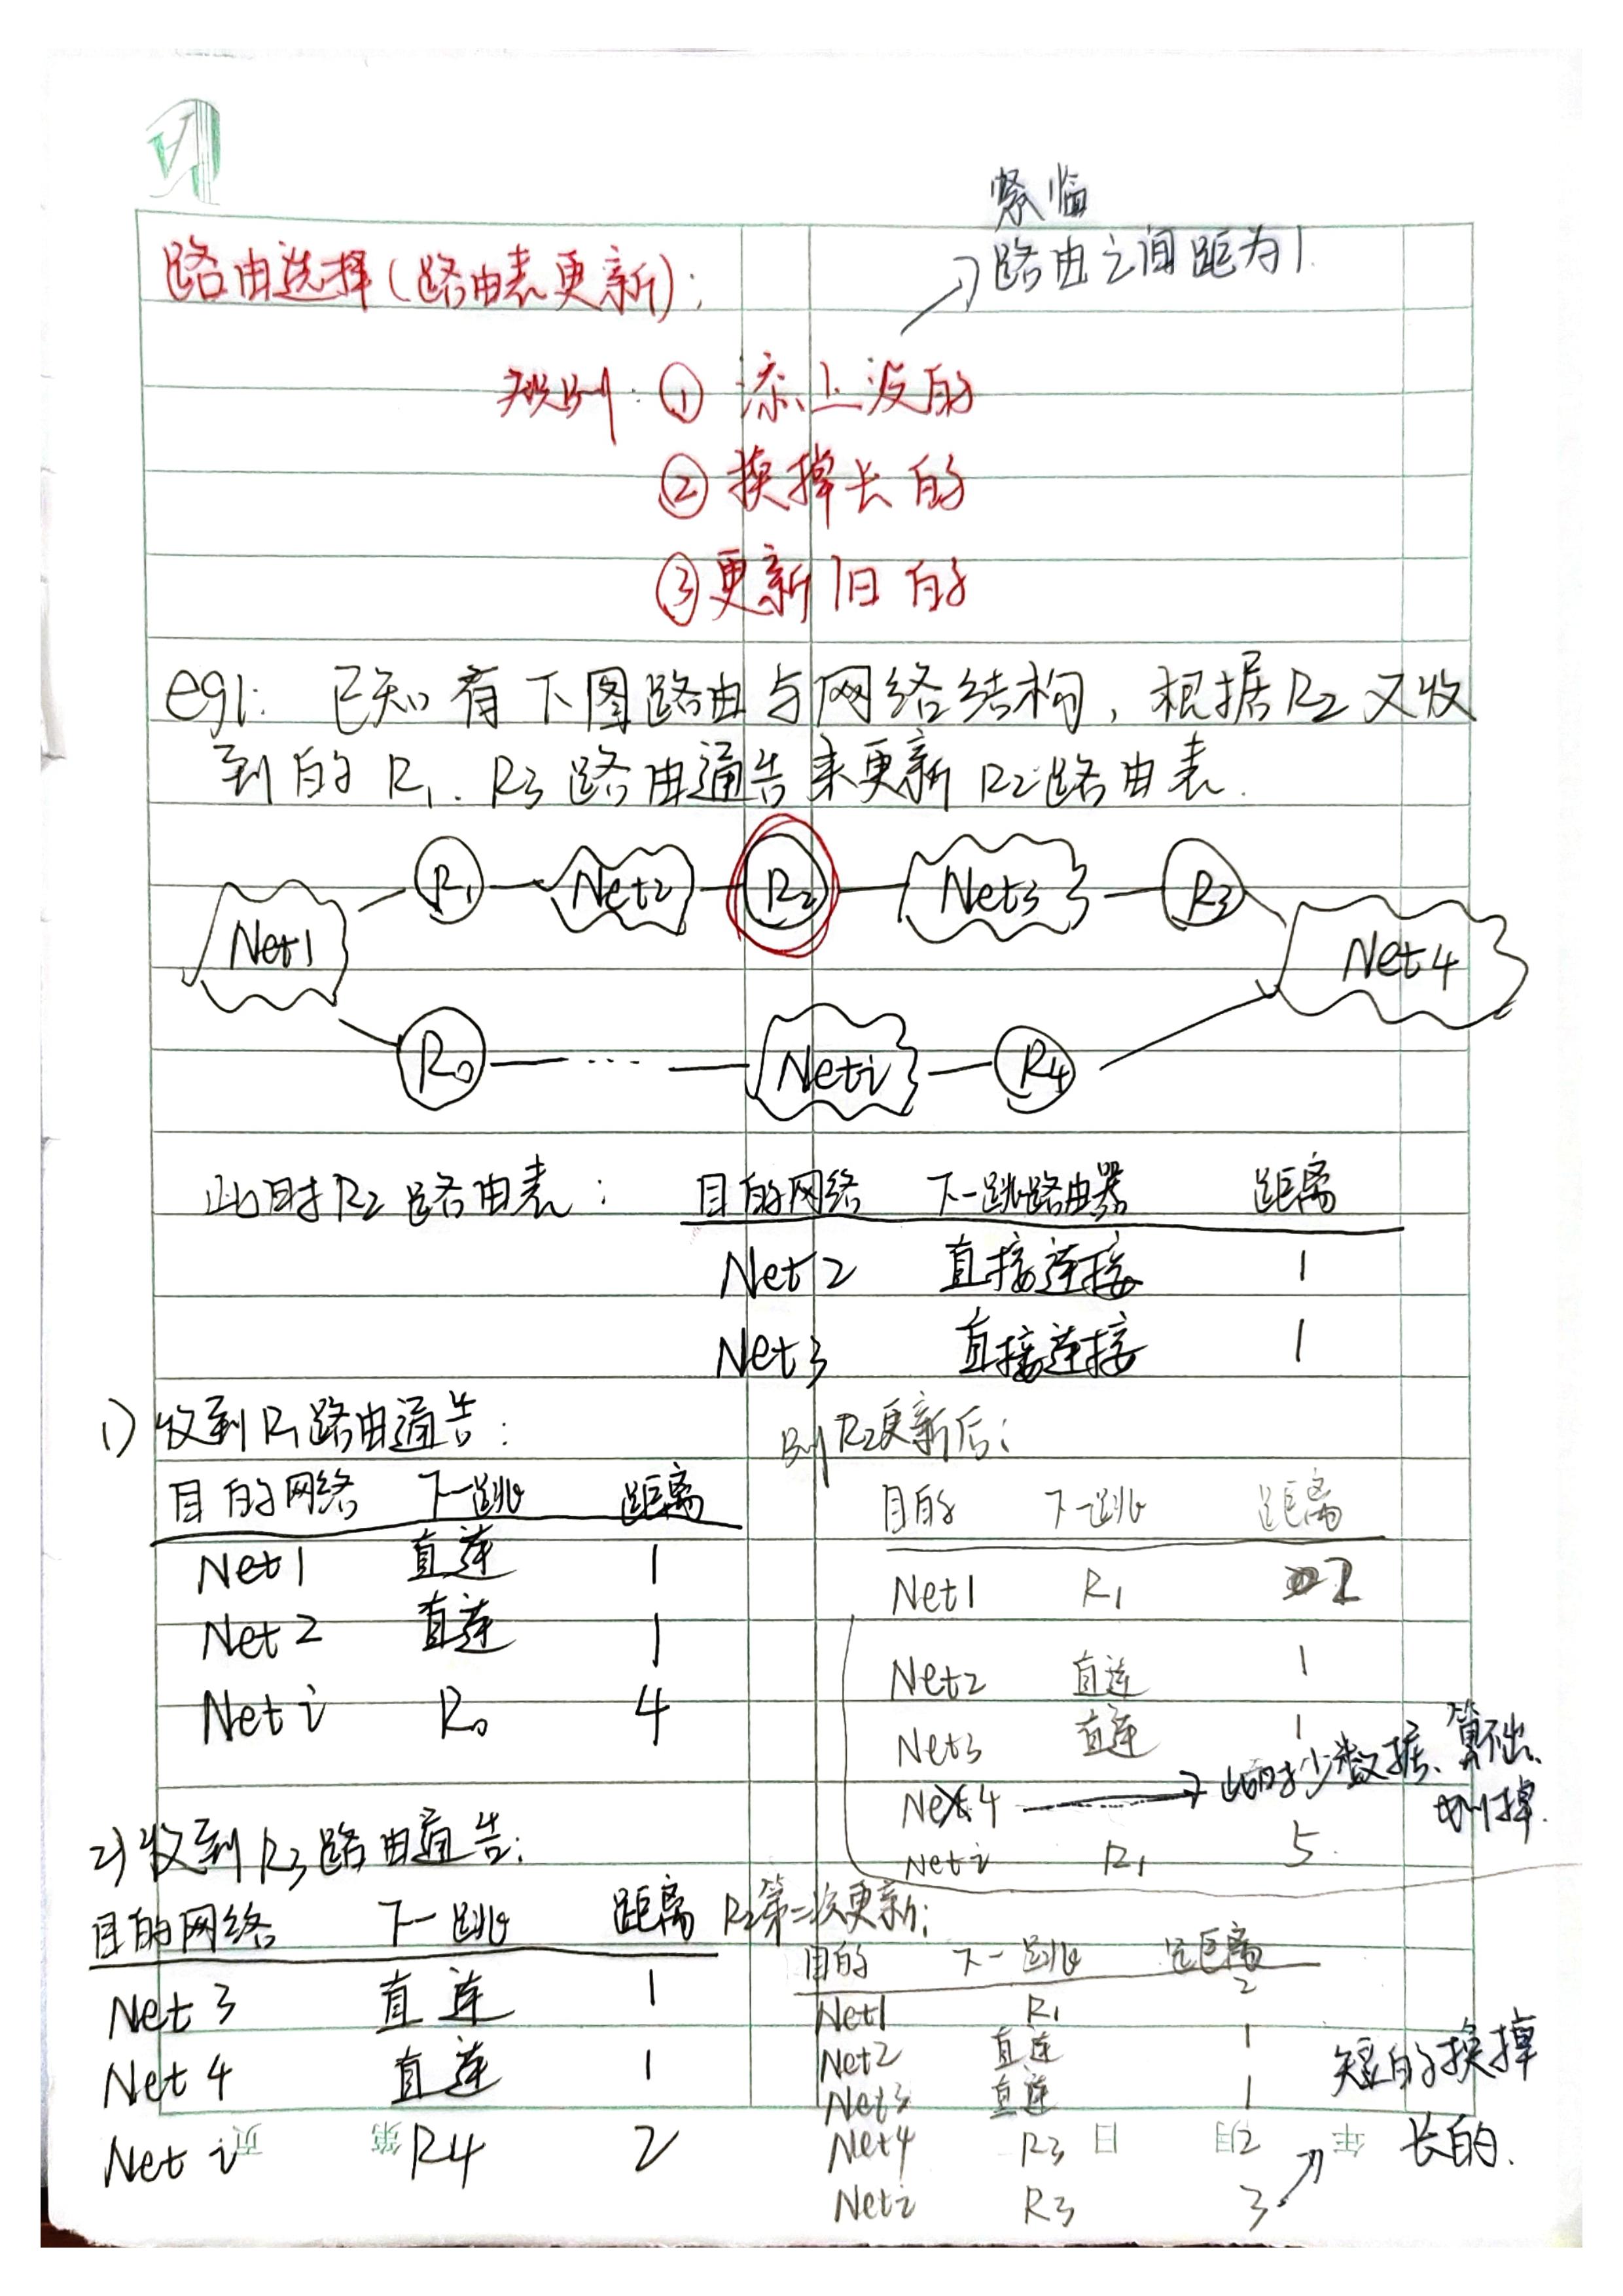 紧临
路由之间距为1.
路由选择(路由表更新):
规则: ① 添上没的
② 换掉长的
③ 更新旧的
eg1: 已知有下图路由与网络结构, 根据R2又收
到的R1、R3路由通告来更新R2路由表.
R1 Net2 R2 Net3 R3
Net1 Net4
R0 ... Neti R4
此时R2路由表: 目的网络 下一跳路由器 距离
Net2 直接连接 1
Net3 直接连接 1
1) 收到R1路由通告:
目的网络 下一跳 距离
Net1 直连 1
Net2 直连 1
Net i R0 4
则R2更新后:
目的 下一跳 距离
Net1 R1 2
Net2 直连 1
Net3 直连 1
Net4 → 此时少数据、算不出、
删掉.
Net i R1 5
2) 收到R3路由通告:
目的网络 下一跳 距离
Net3 直连 1
Net4 直连 1
Net i R4 2
R2第二次更新:
目的 下一跳 距离
Net1 R1 2
Net2 直连 1
Net3 直连 1
Net4 R3 2
Neti R3 3
短的换掉
长的.
年 月 日 第 页